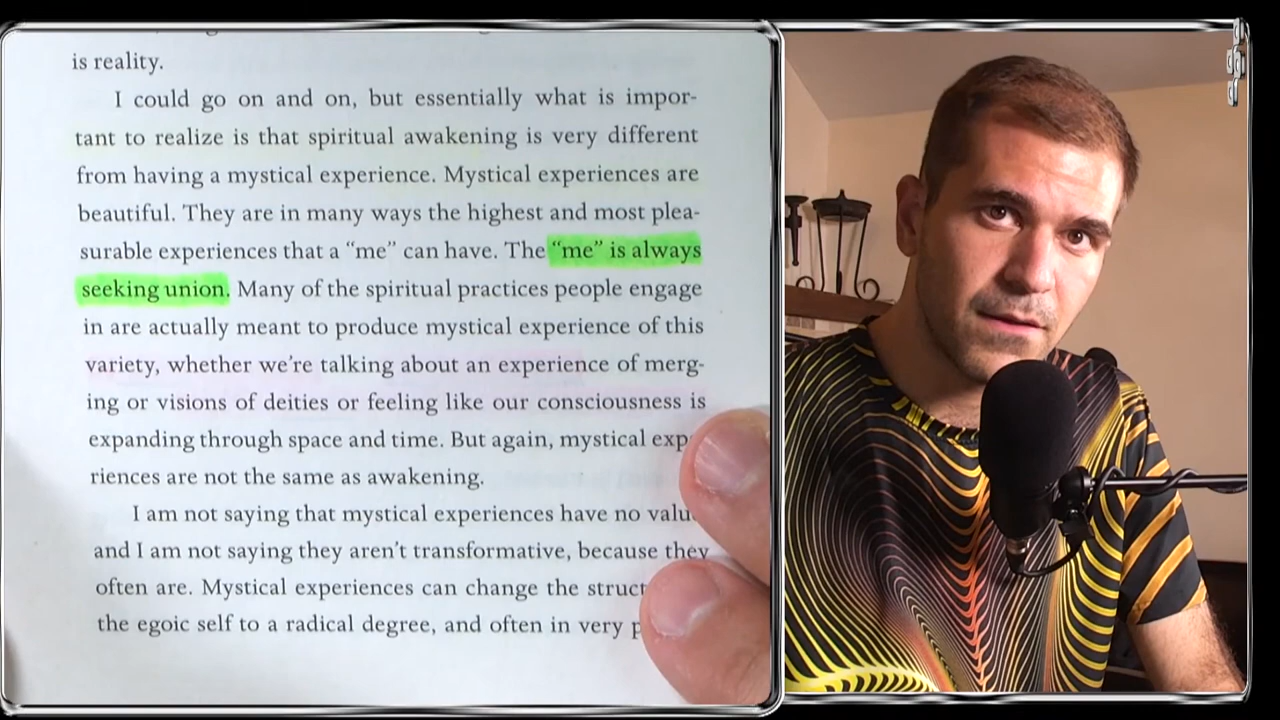 is reality.
I could go on and on, but essentially what is impor-
tant to realize is that spiritual awakening is very different
from having a mystical experience. Mystical experiences are
beautiful. They are in many ways the highest and most plea-
surable experiences that a “me” can have. The “me” is always
seeking union. Many of the spiritual practices people engage
in are actually meant to produce mystical experience of this
variety, whether we’re talking about an experience of merg-
ing or visions of deities or feeling like our consciousness is
expanding through space and time. But again, mystical exp
riences are not the same as awakening.
I am not saying that mystical experiences have no valu
and I am not saying they aren’t transformative, because they
often are. Mystical experiences can change the struct
the egoic self to a radical degree, and often in very p